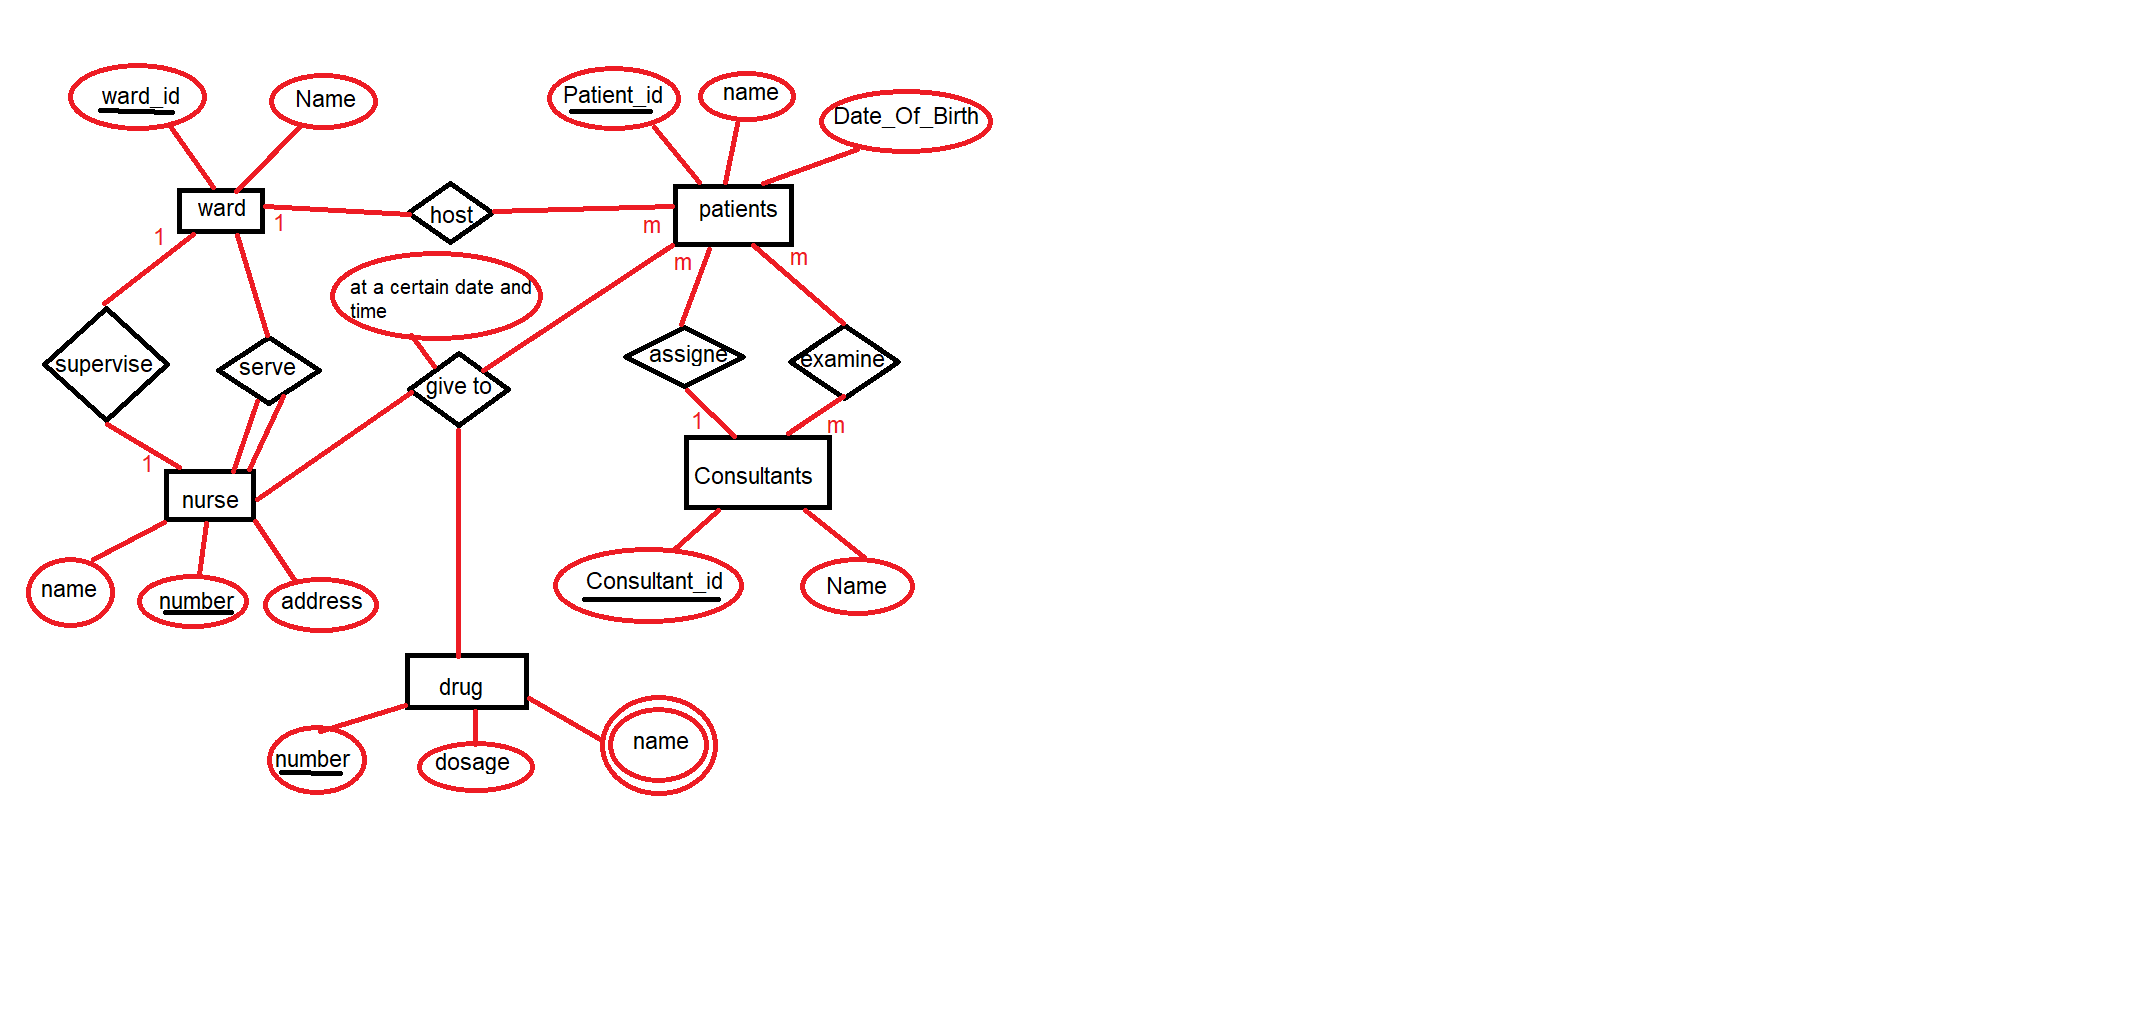 ward_id
Name
Patient_id
name
Date_Of_Birth
ward
1
host
m
patients
1
m
m
at a certain date and
time
supervise
serve
give to
assigne
examine
1
m
1
nurse
Consultants
name
number
address
Consultant_id
Name
drug
number
dosage
name